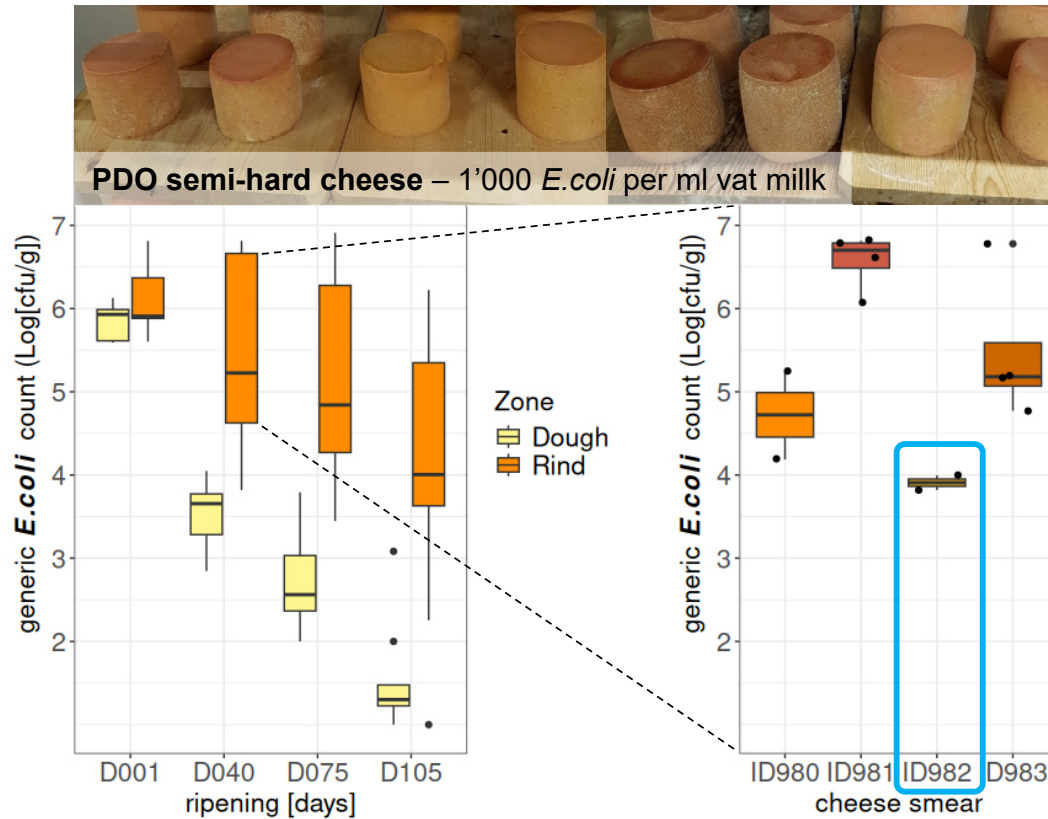 PDO semi-hard cheese – 1'000 E.coli per ml vat millk
generic E.coli count (Log[cfu/g])
7
6
5
4
3
2
D001 D040 D075 D105
ripening [days]
Zone
Dough
Rind
generic E.coli count (Log[cfu/g])
7
6
5
4
3
2
ID980 ID981 ID982 D983
cheese smear